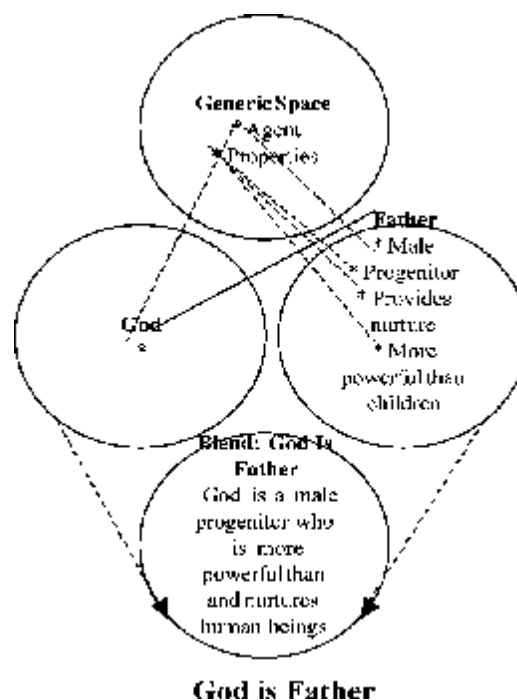 Generic Space
* Agent
* Properties
Father
* Male
* Progenitor
* Provides
nurture
* More
powerful than
children
God
*
Blend: God Is
Father
God is a male
progenitor who
is more
powerful than
and nurtures
human beings
God is Father